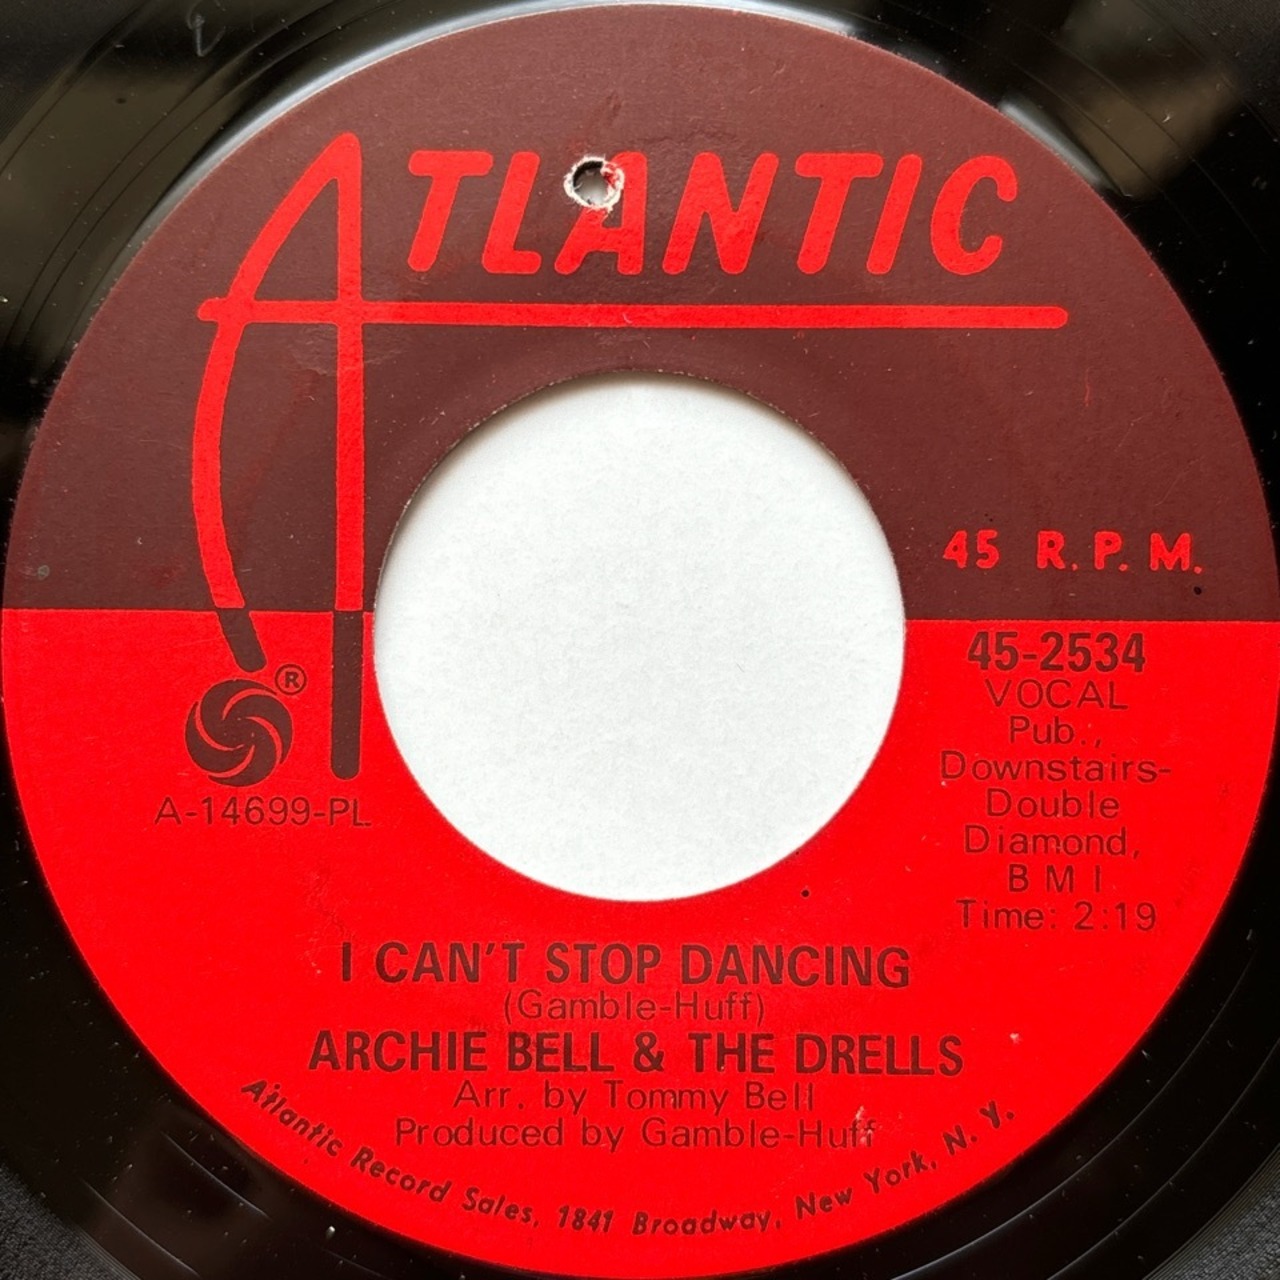 ATLANTIC
45 R.P.M.
45-2534
VOCAL
Pub.,
Downstairs-
Double
Diamond,
BMI
Time: 2:19
®
A-14699-PL
I CAN'T STOP DANCING
(Gamble-Huff)
ARCHIE BELL & THE DRELLS
Arr. by Tommy Bell
Produced by Gamble-Huff
Atlantic Record Sales, 1841 Broadway, New York, N. Y.